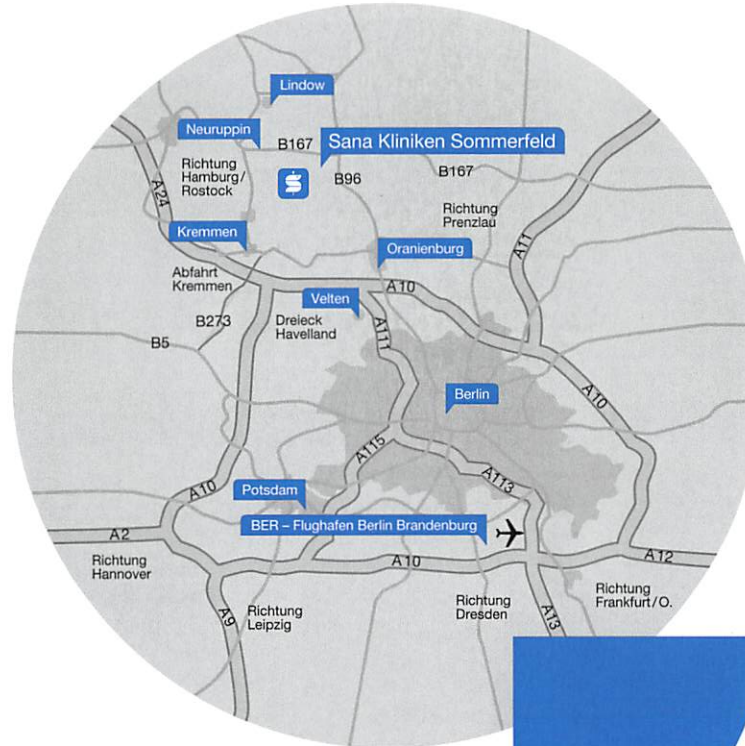 Lindow
Neuruppin
B167
Sana Kliniken Sommerfeld
Richtung
Hamburg/
Rostock
B96
B167
A24
Richtung
Prenzlau
Kremmen
Oranienburg
A11
Abfahrt
Kremmen
A10
Velten
B273
Dreieck
Havelland
B5
A111
Berlin
A10
A115
A10
Potsdam
A113
BER – Flughafen Berlin Brandenburg
A2
A10
A12
Richtung
Hannover
Richtung
Frankfurt/O.
A9
Richtung
Leipzig
Richtung
Dresden
A13